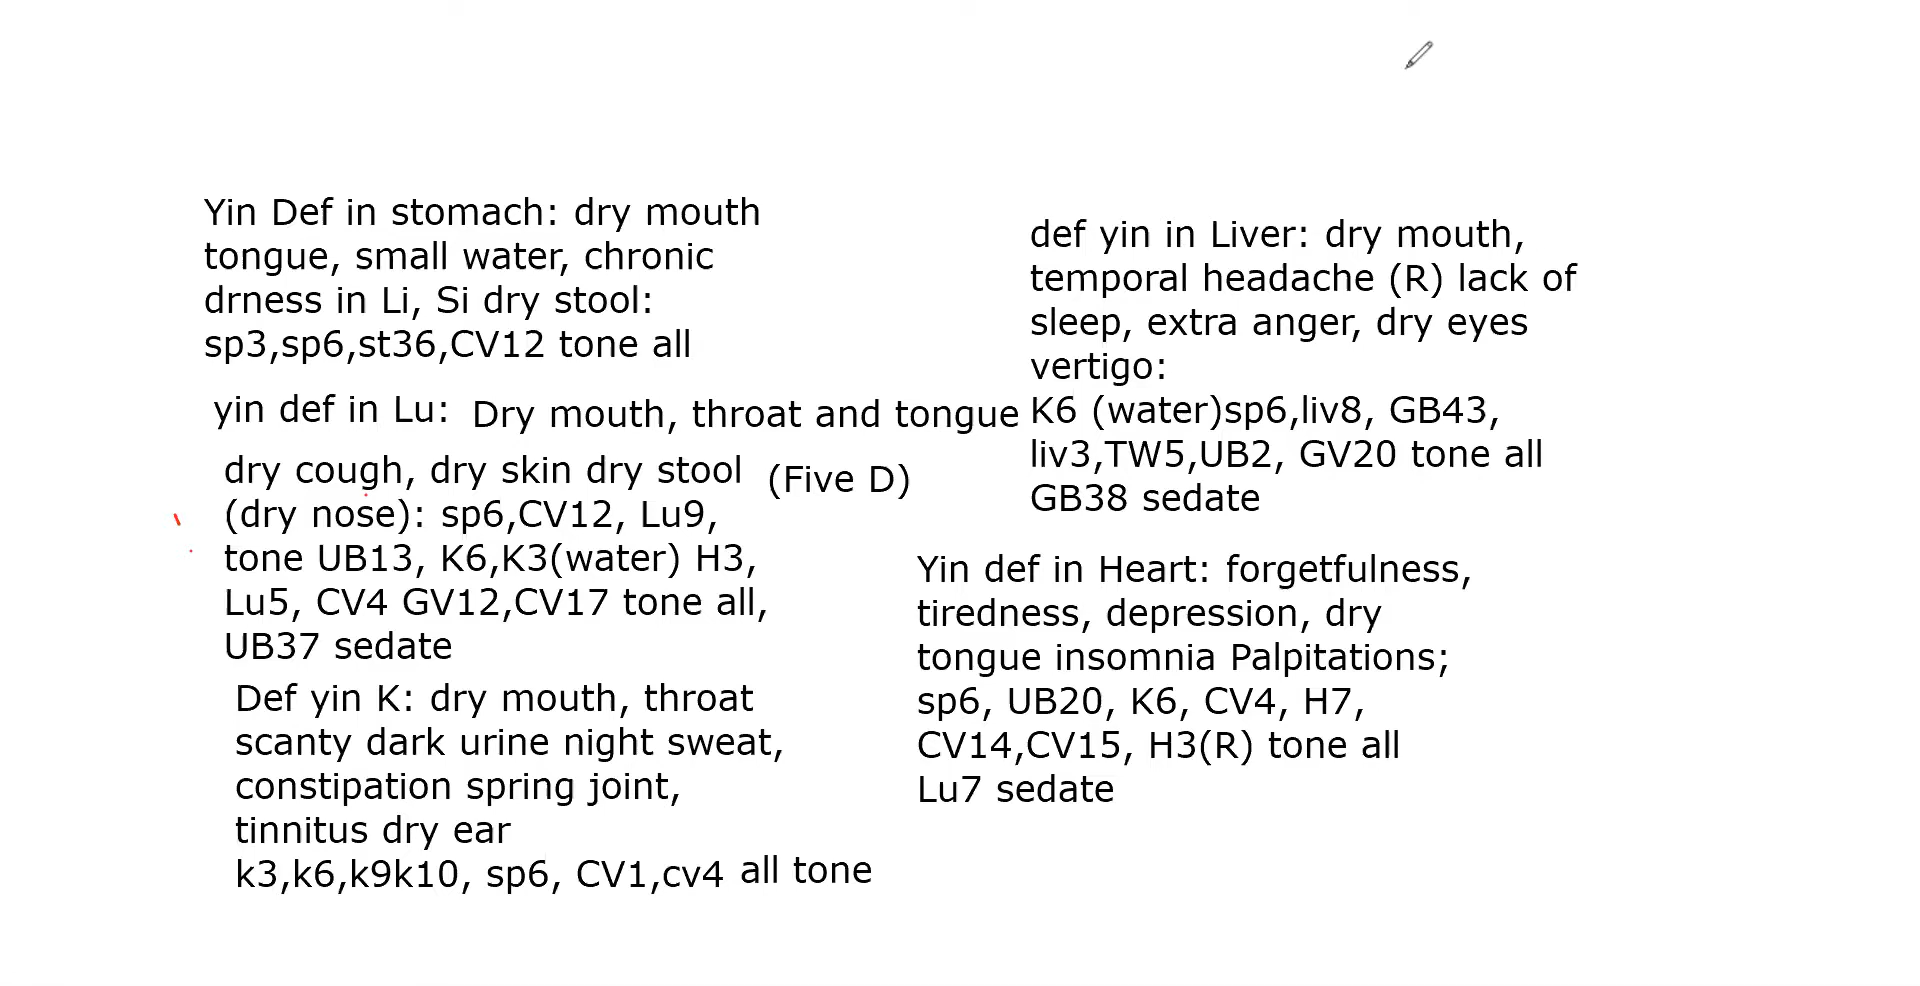 Yin Def in stomach: dry mouth
tongue, small water, chronic
drness in Li, Si dry stool:
sp3,sp6,st36,CV12 tone all
yin def in Lu: Dry mouth, throat and tongue
dry cough, dry skin dry stool (Five D)
(dry nose): sp6,CV12, Lu9,
tone UB13, K6,K3(water) H3,
Lu5, CV4 GV12,CV17 tone all,
UB37 sedate
Def yin K: dry mouth, throat
scanty dark urine night sweat,
constipation spring joint,
tinnitus dry ear
k3,k6,k9k10, sp6, CV1,cv4 all tone
def yin in Liver: dry mouth,
temporal headache (R) lack of
sleep, extra anger, dry eyes
vertigo:
K6 (water)sp6,liv8, GB43,
liv3,TW5,UB2, GV20 tone all
GB38 sedate
Yin def in Heart: forgetfulness,
tiredness, depression, dry
tongue insomnia Palpitations;
sp6, UB20, K6, CV4, H7,
CV14,CV15, H3(R) tone all
Lu7 sedate